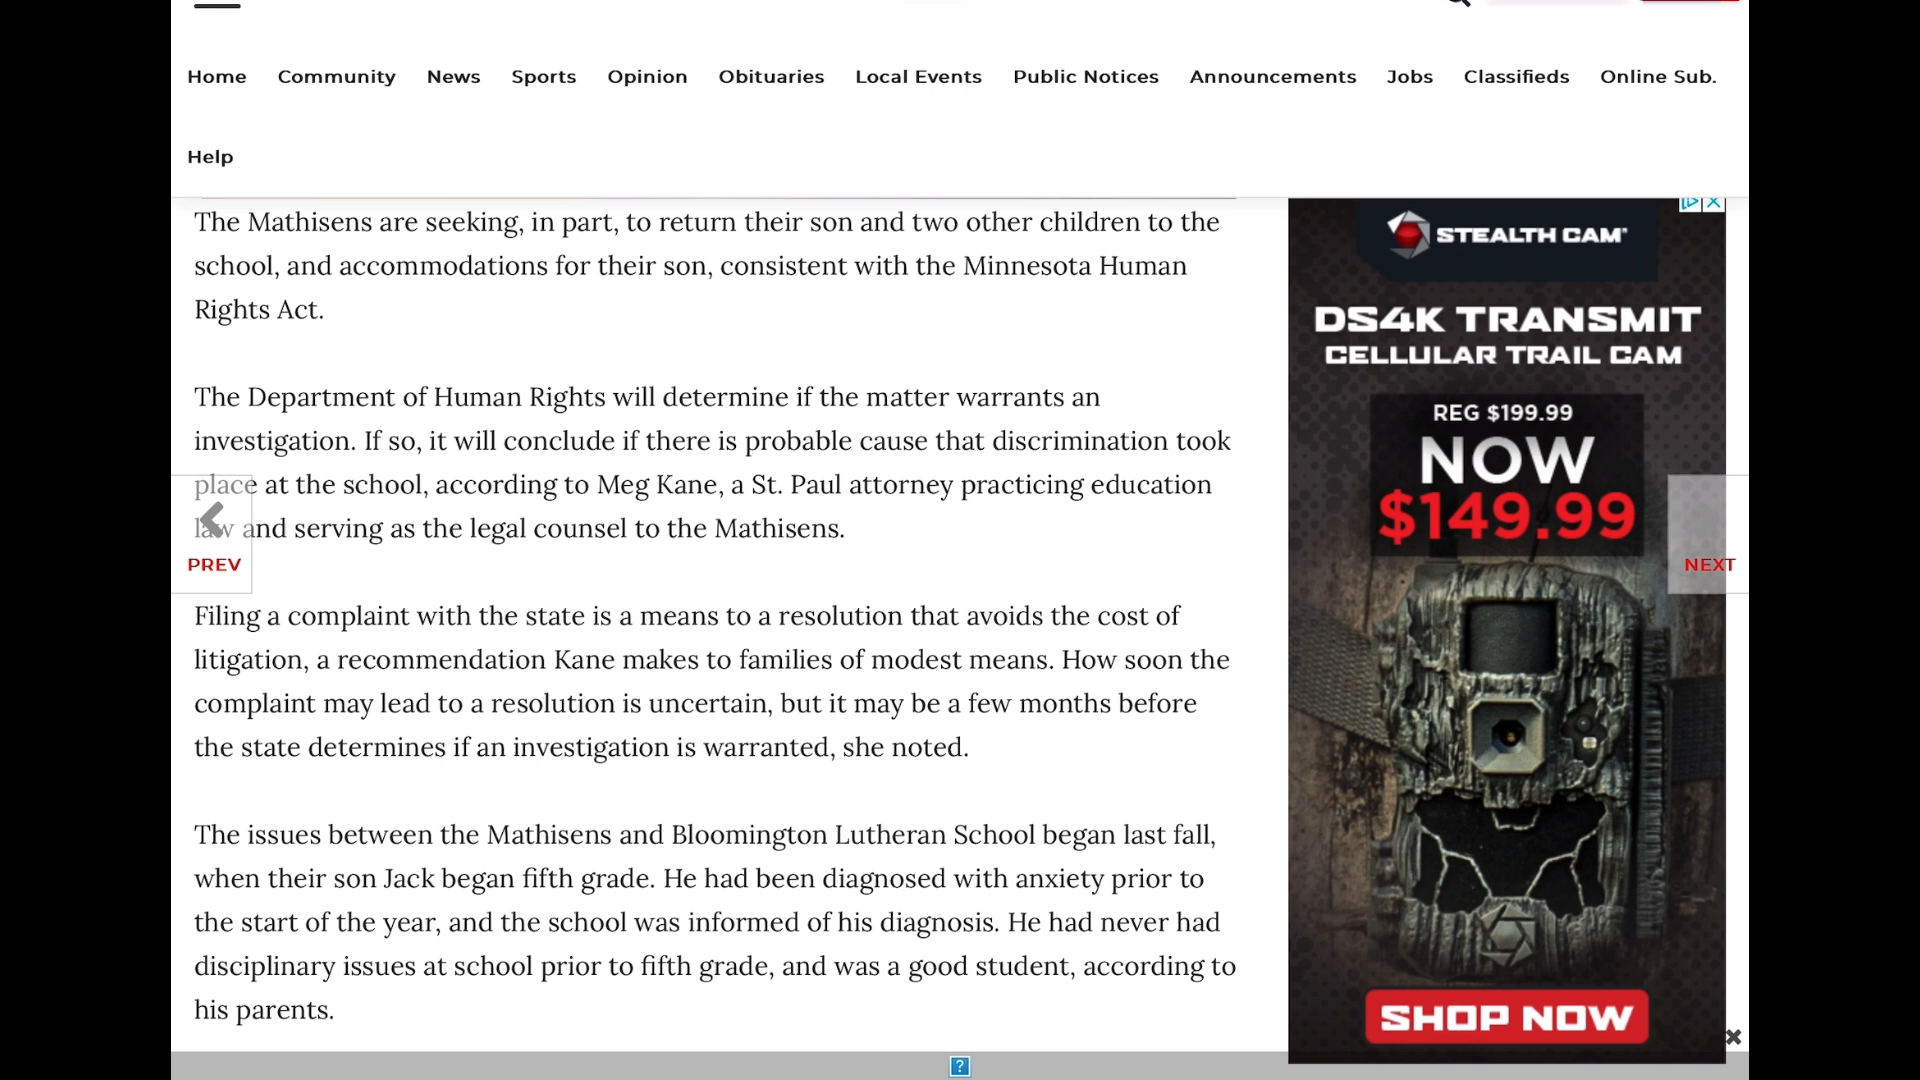 Home Community News Sports Opinion Obituaries Local Events Public Notices Announcements Jobs Classifieds Online Sub.
Help
The Mathisens are seeking, in part, to return their son and two other children to the
school, and accommodations for their son, consistent with the Minnesota Human
Rights Act.
The Department of Human Rights will determine if the matter warrants an
investigation. If so, it will conclude if there is probable cause that discrimination took
place at the school, according to Meg Kane, a St. Paul attorney practicing education
law and serving as the legal counsel to the Mathisens.
PREV
Filing a complaint with the state is a means to a resolution that avoids the cost of
litigation, a recommendation Kane makes to families of modest means. How soon the
complaint may lead to a resolution is uncertain, but it may be a few months before
the state determines if an investigation is warranted, she noted.
The issues between the Mathisens and Bloomington Lutheran School began last fall,
when their son Jack began fifth grade. He had been diagnosed with anxiety prior to
the start of the year, and the school was informed of his diagnosis. He had never had
disciplinary issues at school prior to fifth grade, and was a good student, according to
his parents.
STEALTH CAM
DS4K TRANSMIT
CELLULAR TRAIL CAM
REG $199.99
NOW
$149.99
NEXT
SHOP NOW
?